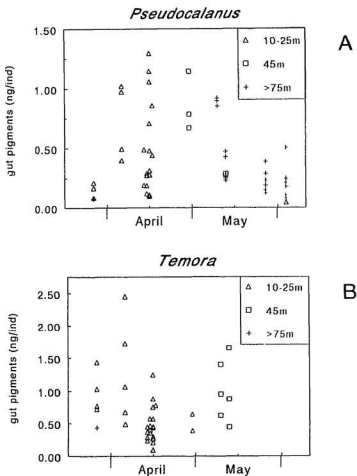 Pseudocalanus
A
1.50
1.00
0.50
0.00
gut pigments (ng/ind)
△ 10-25m
□ 45m
+ >75m
April
May
Temora
B
2.50
2.00
1.50
1.00
0.50
0.00
gut pigments (ng/ind)
△ 10-25m
□ 45m
+ >75m
April
May